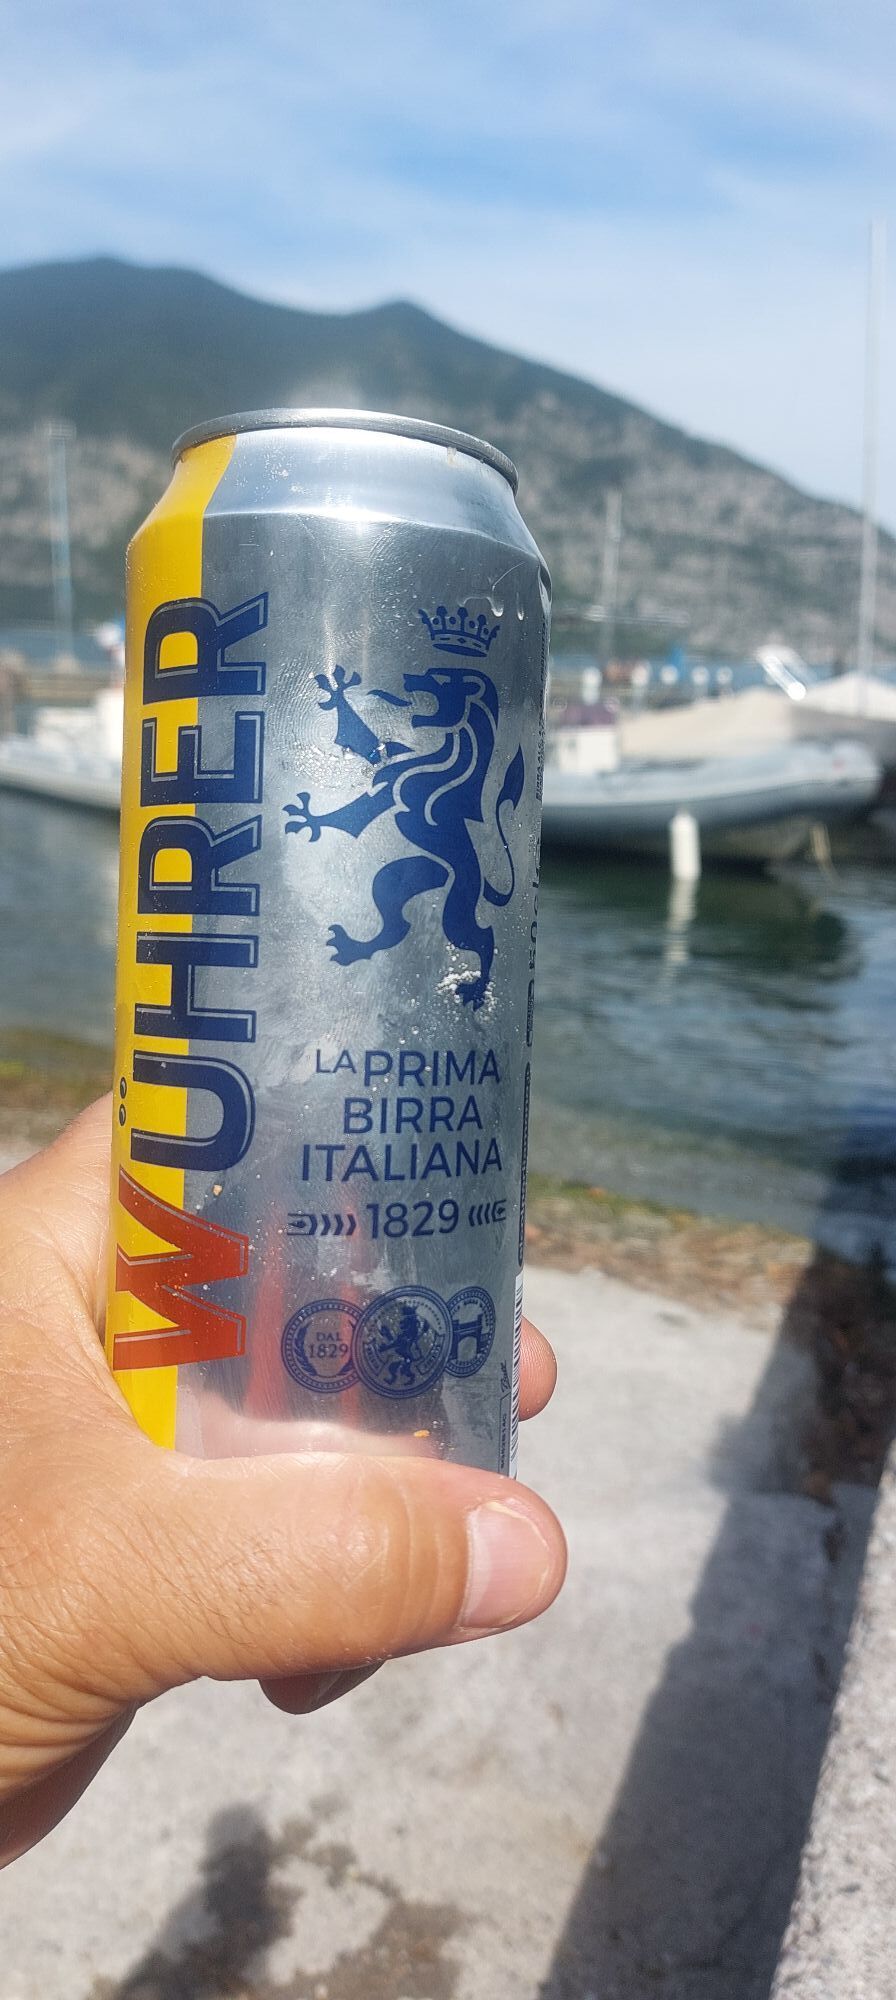 WÜHRER
LA PRIMA
BIRRA
ITALIANA
1829
DAL
1829